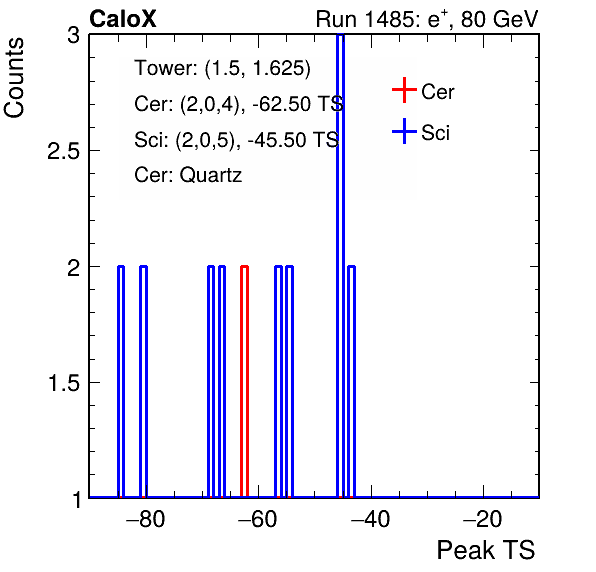 CaloX Run 1485: e⁺, 80 GeV
Counts
3
2.5
2
1.5
1
Tower: (1.5, 1.625)
Cer: (2,0,4), -62.50 TS
Sci: (2,0,5), -45.50 TS
Cer: Quartz
Cer
Sci
−80 −60 −40 −20
Peak TS